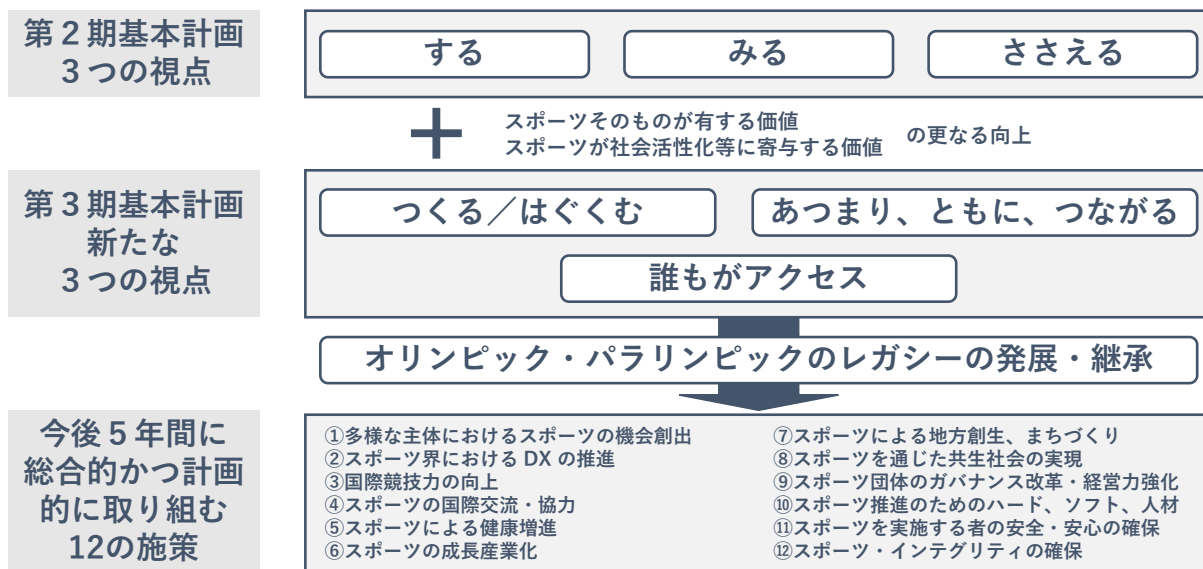 第２期基本計画
３つの視点
する
みる
ささえる
＋
スポーツそのものが有する価値
スポーツが社会活性化等に寄与する価値
の更なる向上
第３期基本計画
新たな
３つの視点
つくる／はぐくむ
あつまり、ともに、つながる
誰もがアクセス
オリンピック・パラリンピックのレガシーの発展・継承
今後５年間に
総合的かつ計画
的に取り組む
12の施策
①多様な主体におけるスポーツの機会創出
②スポーツ界における DX の推進
③国際競技力の向上
④スポーツの国際交流・協力
⑤スポーツによる健康増進
⑥スポーツの成長産業化
⑦スポーツによる地方創生、まちづくり
⑧スポーツを通じた共生社会の実現
⑨スポーツ団体のガバナンス改革・経営力強化
⑩スポーツ推進のためのハード、ソフト、人材
⑪スポーツを実施する者の安全・安心の確保
⑫スポーツ・インテグリティの確保